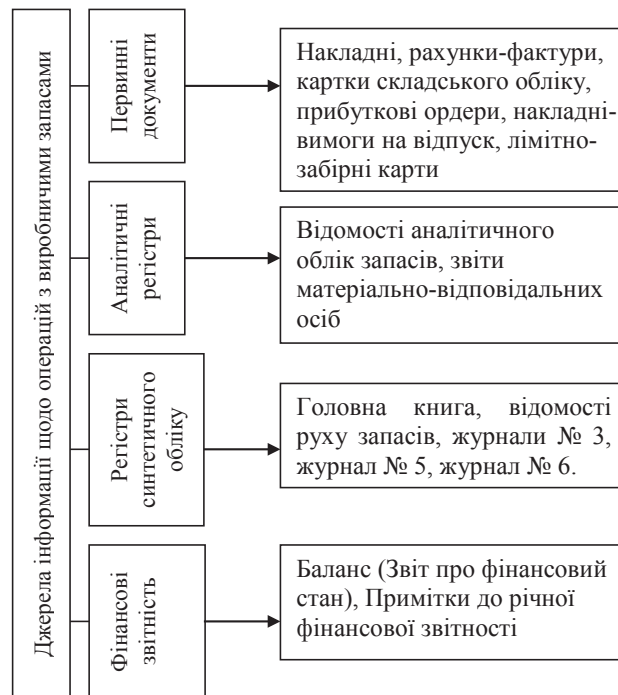 Джерела інформації щодо операцій з виробничими запасами
Первинні
документи
Накладні, рахунки-фактури,
картки складського обліку,
прибуткові ордери, накладні-
вимоги на відпуск, лімітно-
забірні карти
Аналітичні
регістри
Відомості аналітичного
облік запасів, звіти
матеріально-відповідальних
осіб
Регістри
синтетичного
обліку
Головна книга, відомості
руху запасів, журнали № 3,
журнал № 5, журнал № 6.
Фінансові
звітність
Баланс (Звіт про фінансовий
стан), Примітки до річної
фінансової звітності